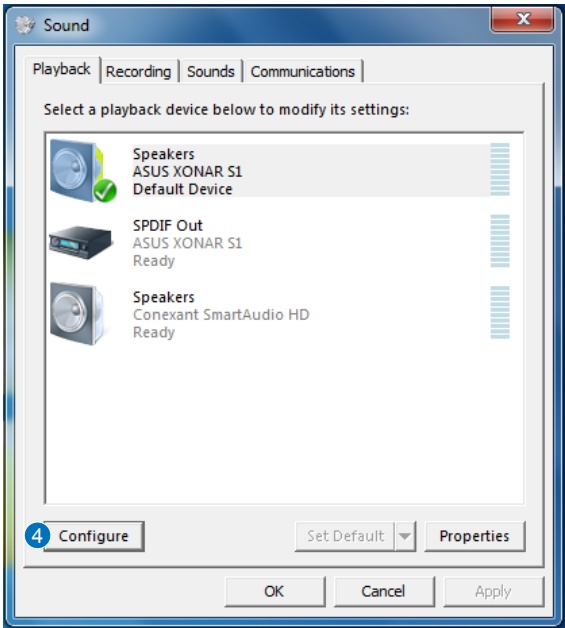 Sound
Playback Recording Sounds Communications
Select a playback device below to modify its settings:
Speakers
ASUS XONAR S1
Default Device
SPDIF Out
ASUS XONAR S1
Ready
Speakers
Conexant SmartAudio HD
Ready
4 Configure Set Default Properties
OK Cancel Apply